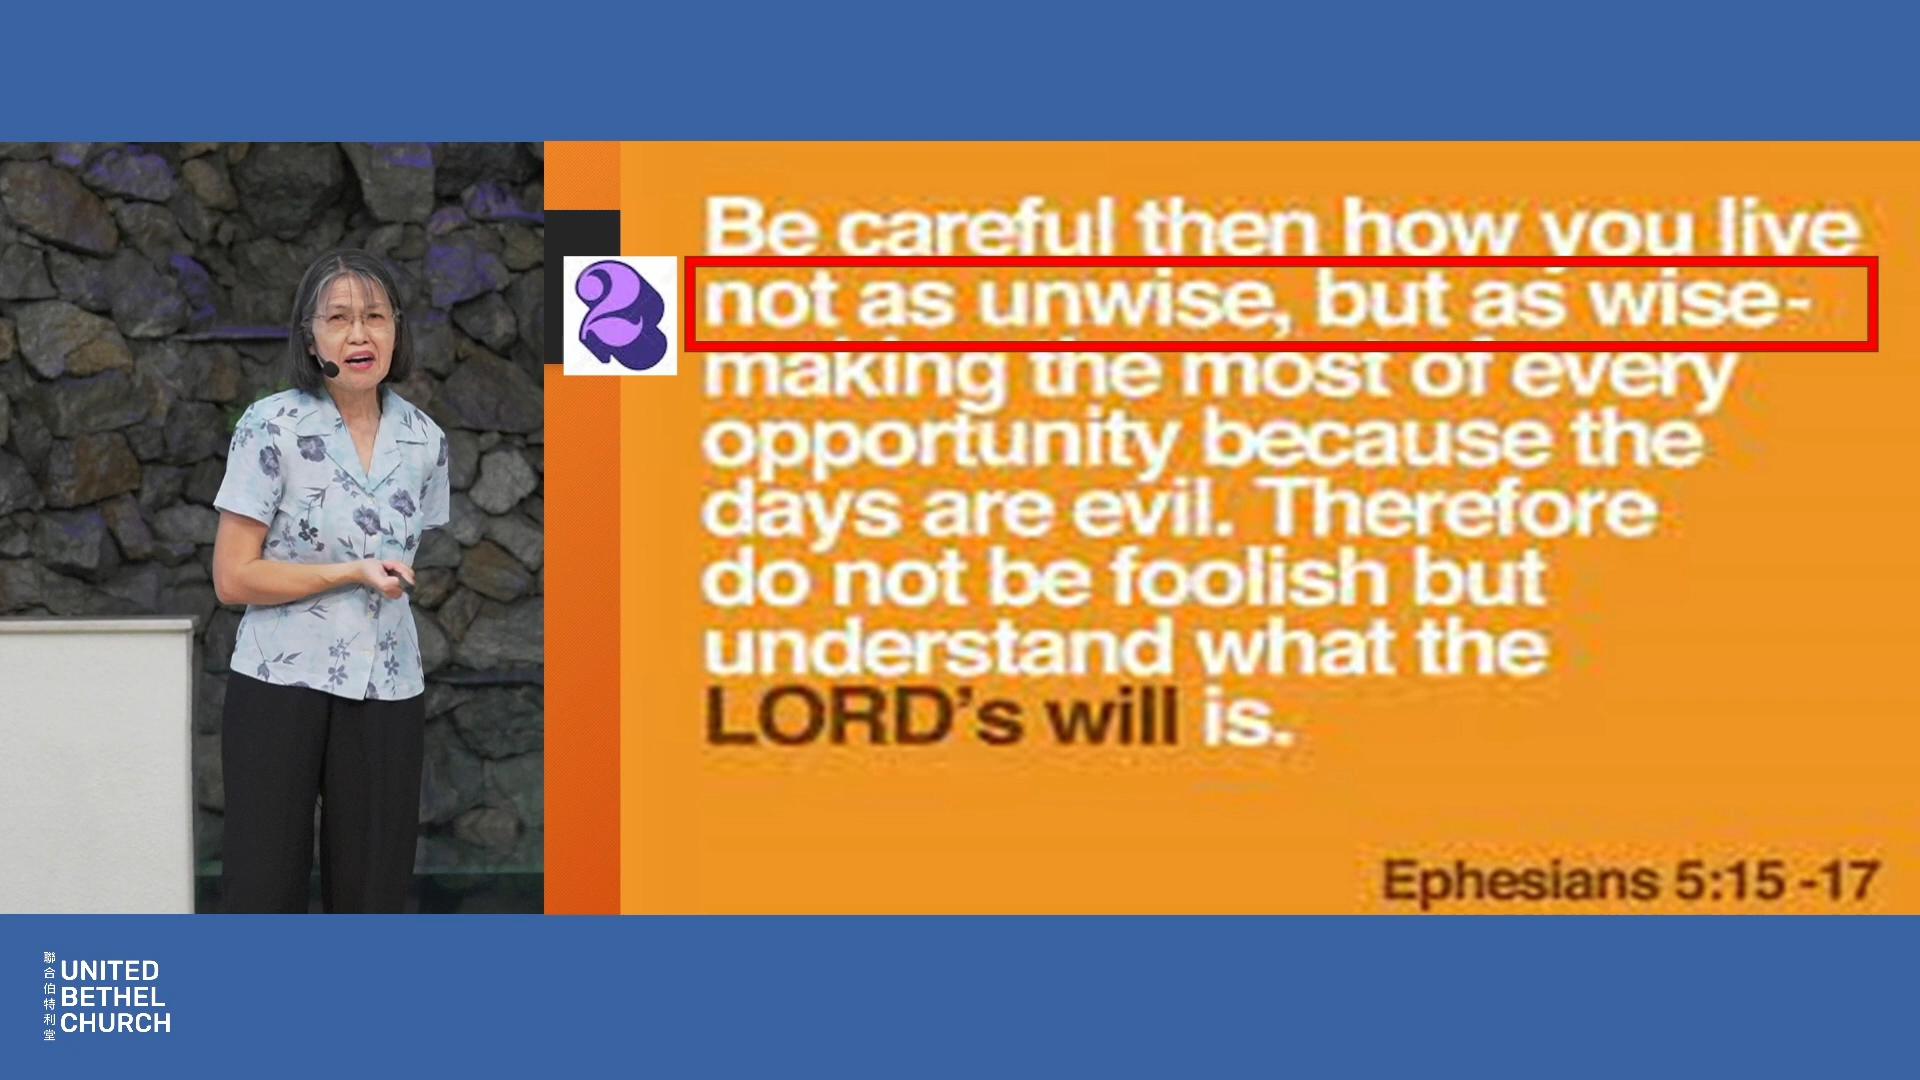 Be careful then how you live
2
not as unwise, but as wise-
making the most of every
opportunity because the
days are evil. Therefore
do not be foolish but
understand what the
LORD's will is.
Ephesians 5:15 -17
聯合伯特利堂
UNITED
BETHEL
CHURCH